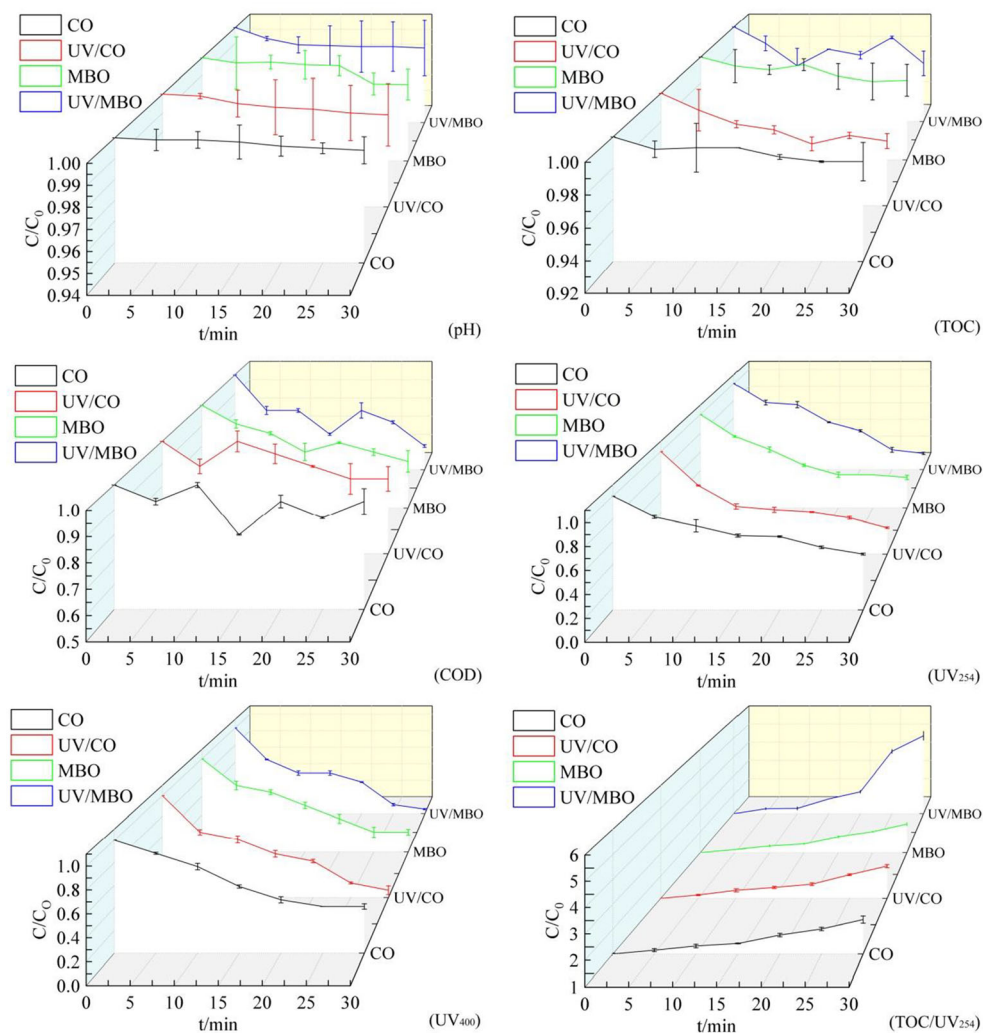 CO
UV/CO
MBO
UV/MBO
C/C0
1.00
0.99
0.98
0.97
0.96
0.95
0.94
0 5 10 15 20 25 30
t/min
CO
UV/CO
MBO
UV/MBO
(pH)
CO
UV/CO
MBO
UV/MBO
C/C0
1.00
0.98
0.96
0.94
0.92
0 5 10 15 20 25 30
t/min
CO
UV/CO
MBO
UV/MBO
(TOC)
CO
UV/CO
MBO
UV/MBO
C/C0
1.0
0.9
0.8
0.7
0.6
0.5
0 5 10 15 20 25 30
t/min
CO
UV/CO
MBO
UV/MBO
(COD)
CO
UV/CO
MBO
UV/MBO
C/C0
1.0
0.8
0.6
0.4
0.2
0.0
0 5 10 15 20 25 30
t/min
CO
UV/CO
MBO
UV/MBO
(UV254)
CO
UV/CO
MBO
UV/MBO
C/CO
1.0
0.8
0.6
0.4
0.2
0.0
0 5 10 15 20 25 30
t/min
CO
UV/CO
MBO
UV/MBO
(UV400)
CO
UV/CO
MBO
UV/MBO
C/C0
6
5
4
3
2
1
0 5 10 15 20 25 30
t/min
CO
UV/CO
MBO
UV/MBO
(TOC/UV254)